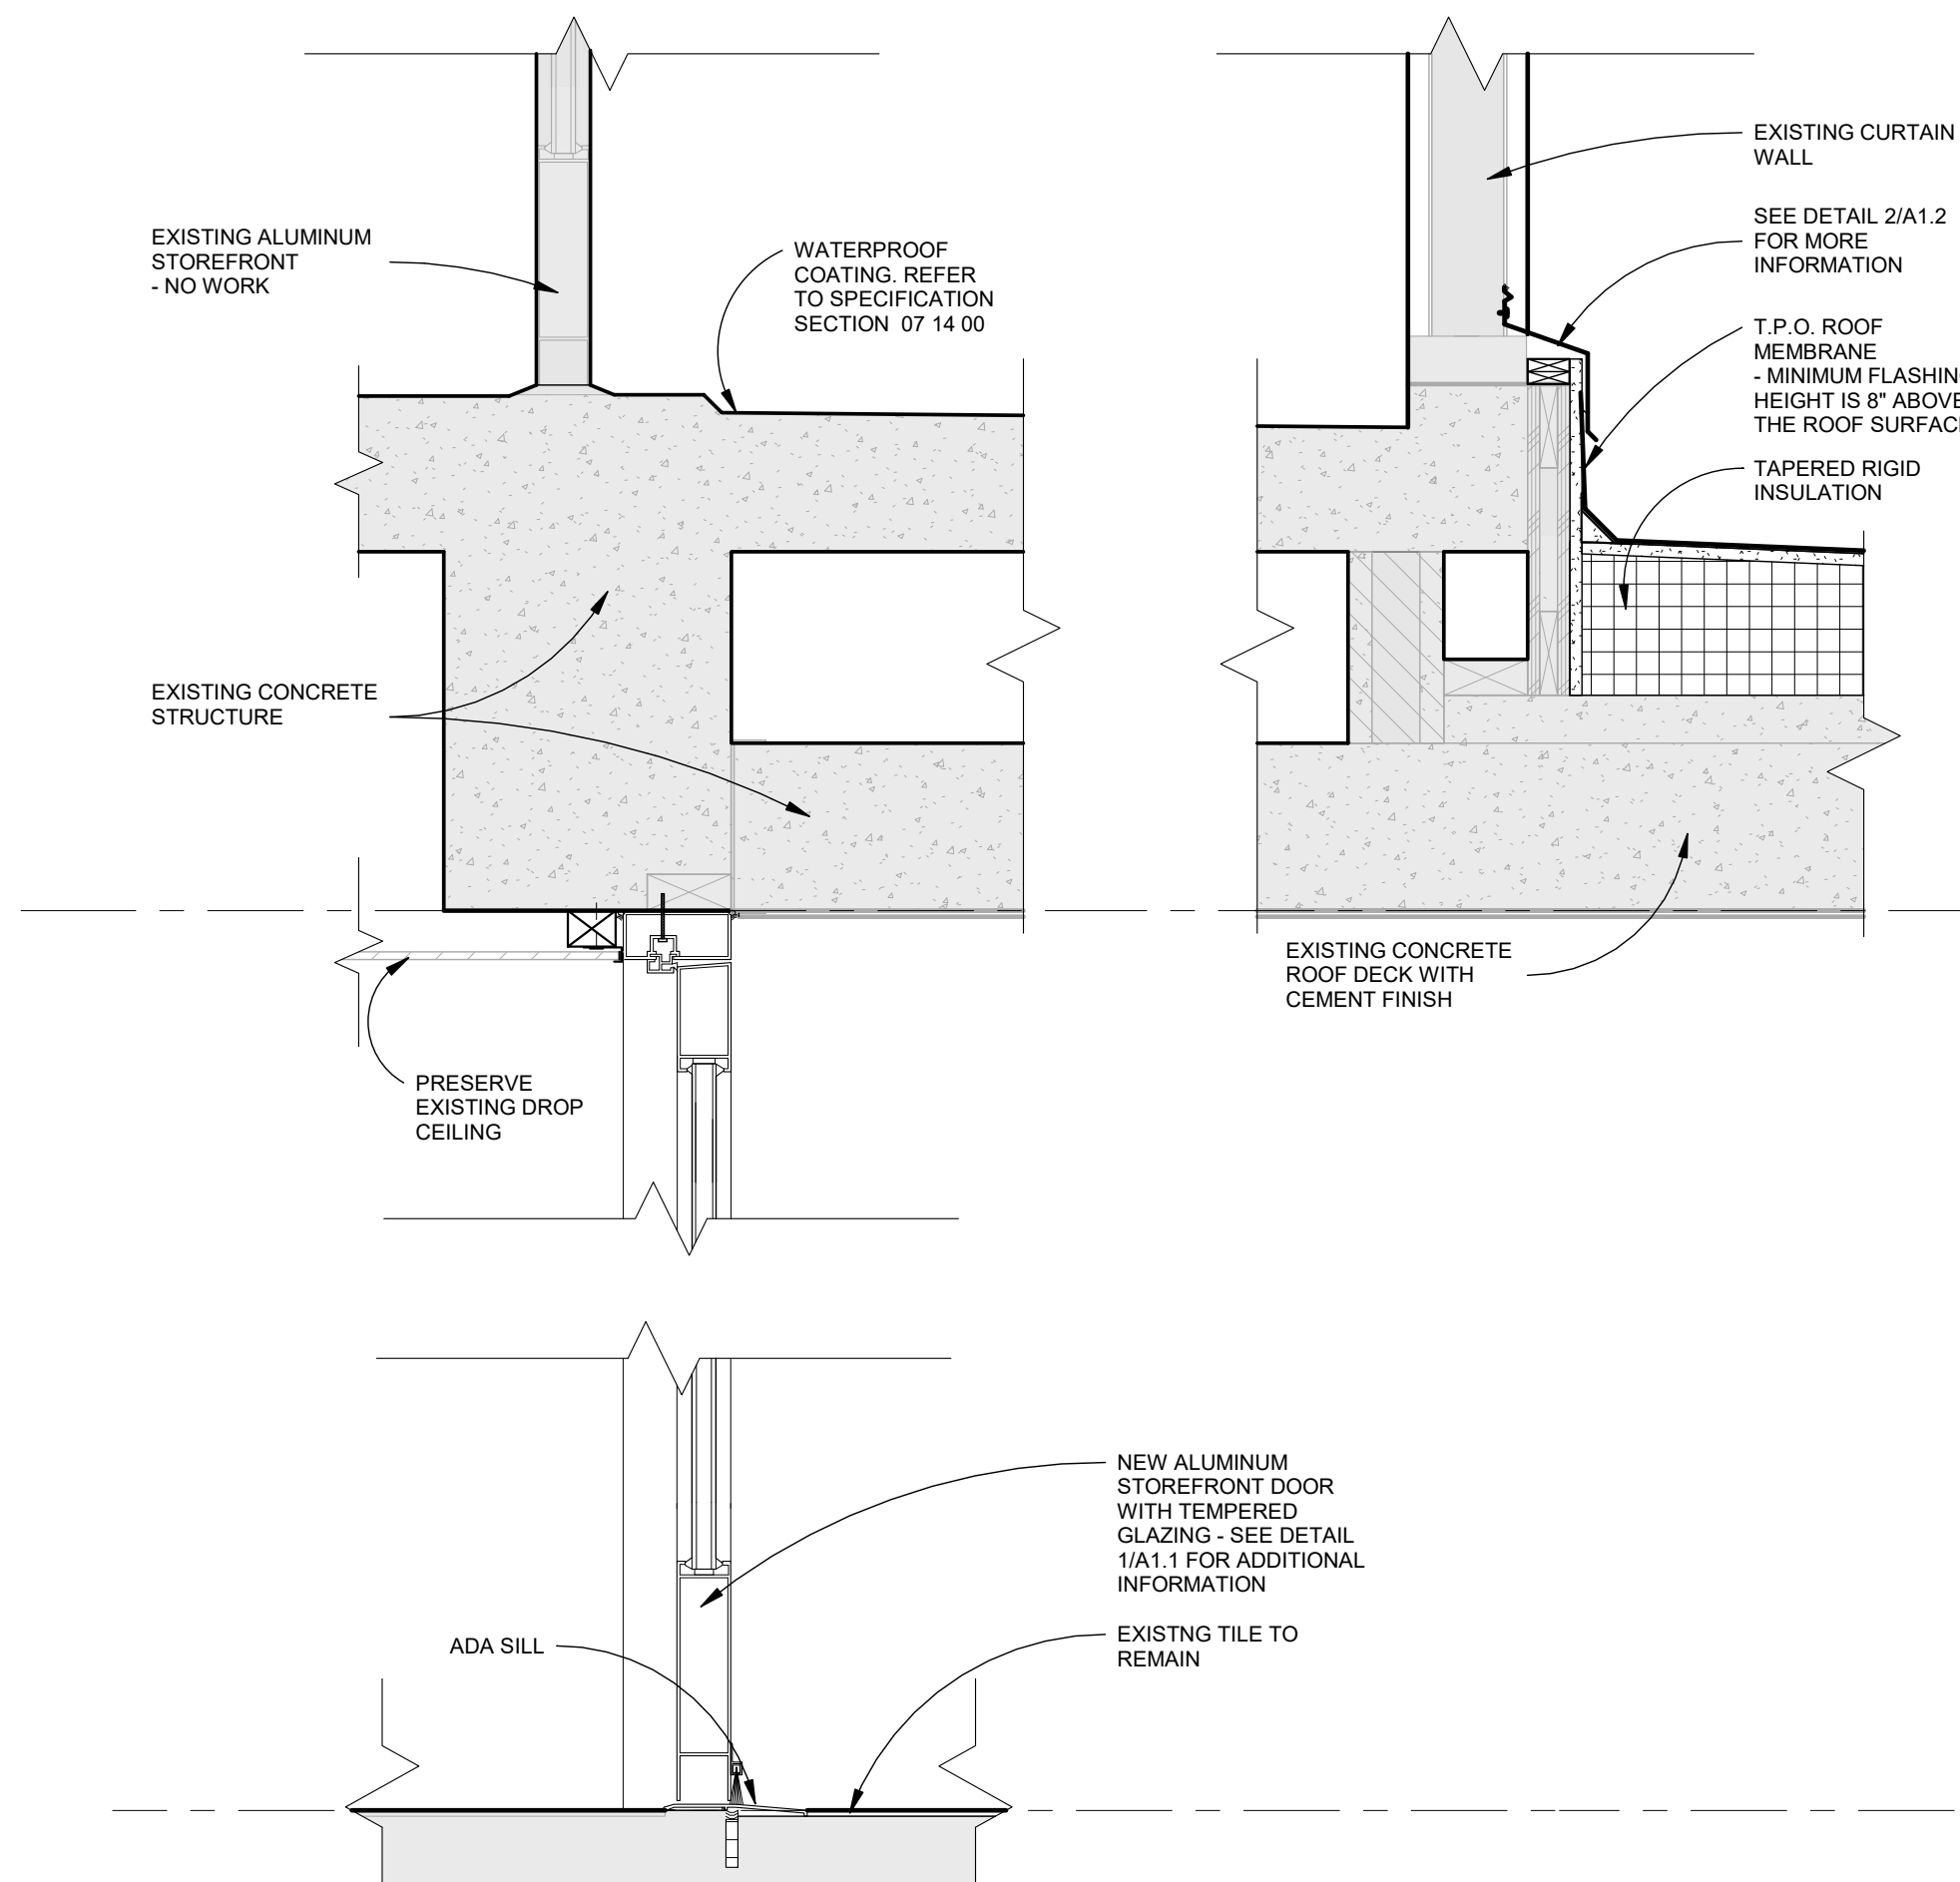 EXISTING ALUMINUM
STOREFRONT
- NO WORK
WATERPROOF
COATING. REFER
TO SPECIFICATION
SECTION 07 14 00
EXISTING CURTAIN
WALL
SEE DETAIL 2/A1.2
FOR MORE
INFORMATION
T.P.O. ROOF
MEMBRANE
- MINIMUM FLASHING
HEIGHT IS 8" ABOVE
THE ROOF SURFAC
TAPERED RIGID
INSULATION
EXISTING CONCRETE
STRUCTURE
EXISTING CONCRETE
ROOF DECK WITH
CEMENT FINISH
PRESERVE
EXISTING DROP
CEILING
NEW ALUMINUM
STOREFRONT DOOR
WITH TEMPERED
GLAZING - SEE DETAIL
1/A1.1 FOR ADDITIONAL
INFORMATION
ADA SILL
EXISTNG TILE TO
REMAIN